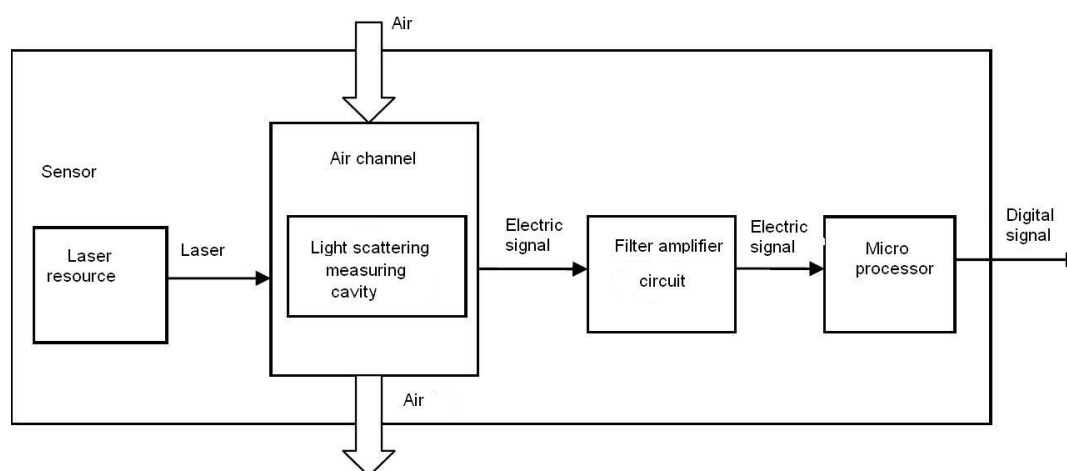 Air
Sensor
Air channel
Laser
resource
Laser
Light scattering
measuring
cavity
Electric
signal
Filter amplifier
circuit
Electric
signal
Micro
processor
Digital
signal
Air